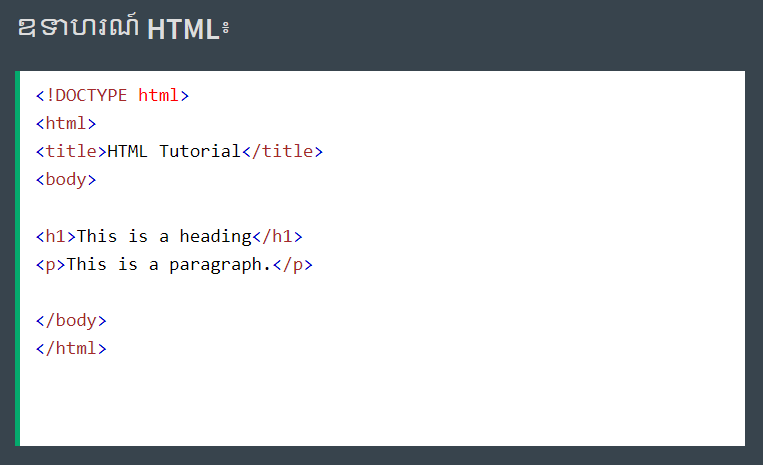 ឧទាហរណ៍ HTML៖
<!DOCTYPE html>
<html>
<title>HTML Tutorial</title>
<body>
<h1>This is a heading</h1>
<p>This is a paragraph.</p>
</body>
</html>